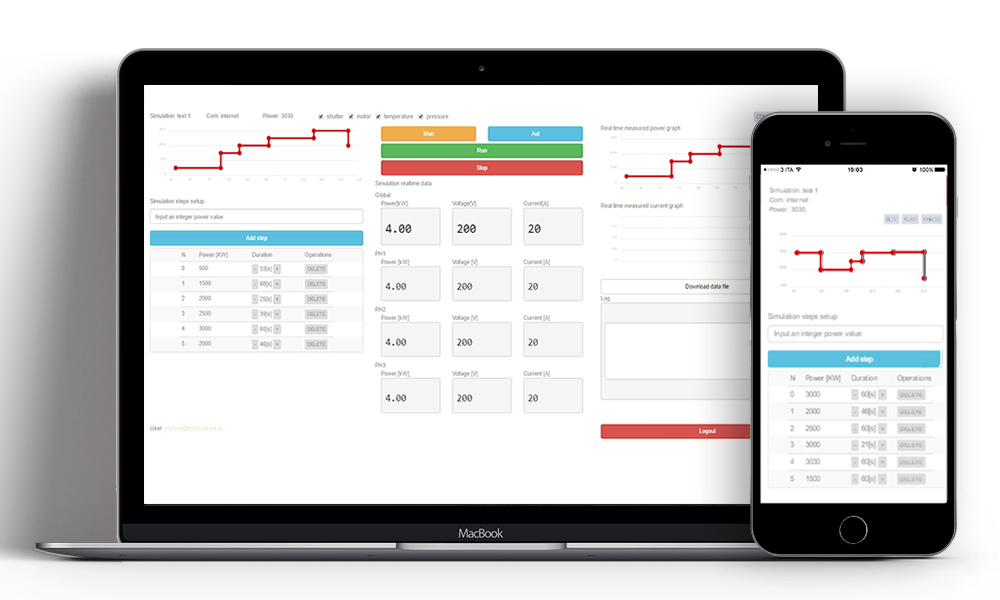 Simulation: test 1 Com: internet Power: 3030 shutter motor temperature pressure
Simulation steps setup
Input an integer power value
Add step
N Power [KW] Duration Operations
0 500 - 33[s] + DELETE
1 1500 - 60[s] + DELETE
2 2000 - 25[s] + DELETE
3 2500 - 39[s] + DELETE
4 3000 - 60[s] + DELETE
5 2000 - 46[s] + DELETE
User:
Man Aut
Run
Stop
Simulation realtime data
Global
Power[kW] Voltage[V] Current[A]
4.00 200 20
PH1
Power [kW] Voltage [V] Current [A]
4.00 200 20
PH2
Power [kW] Voltage [V] Current [A]
4.00 200 20
PH3
Power [kW] Voltage [V] Current [A]
4.00 200 20
Real time measured power graph
Real time measured current graph
Download data file
Log
Logout
MacBook
3 ITA 19:03 100%
Simulation: test 1
Com: internet
Power: 3030
Simulation steps setup
Input an integer power value
Add step
N Power [KW] Duration Operations
0 3000 - 60[s] + DELETE
1 2000 - 46[s] + DELETE
2 2500 - 60[s] + DELETE
3 3000 - 21[s] + DELETE
4 3030 - 60[s] + DELETE
5 1500 - 60[s] + DELETE